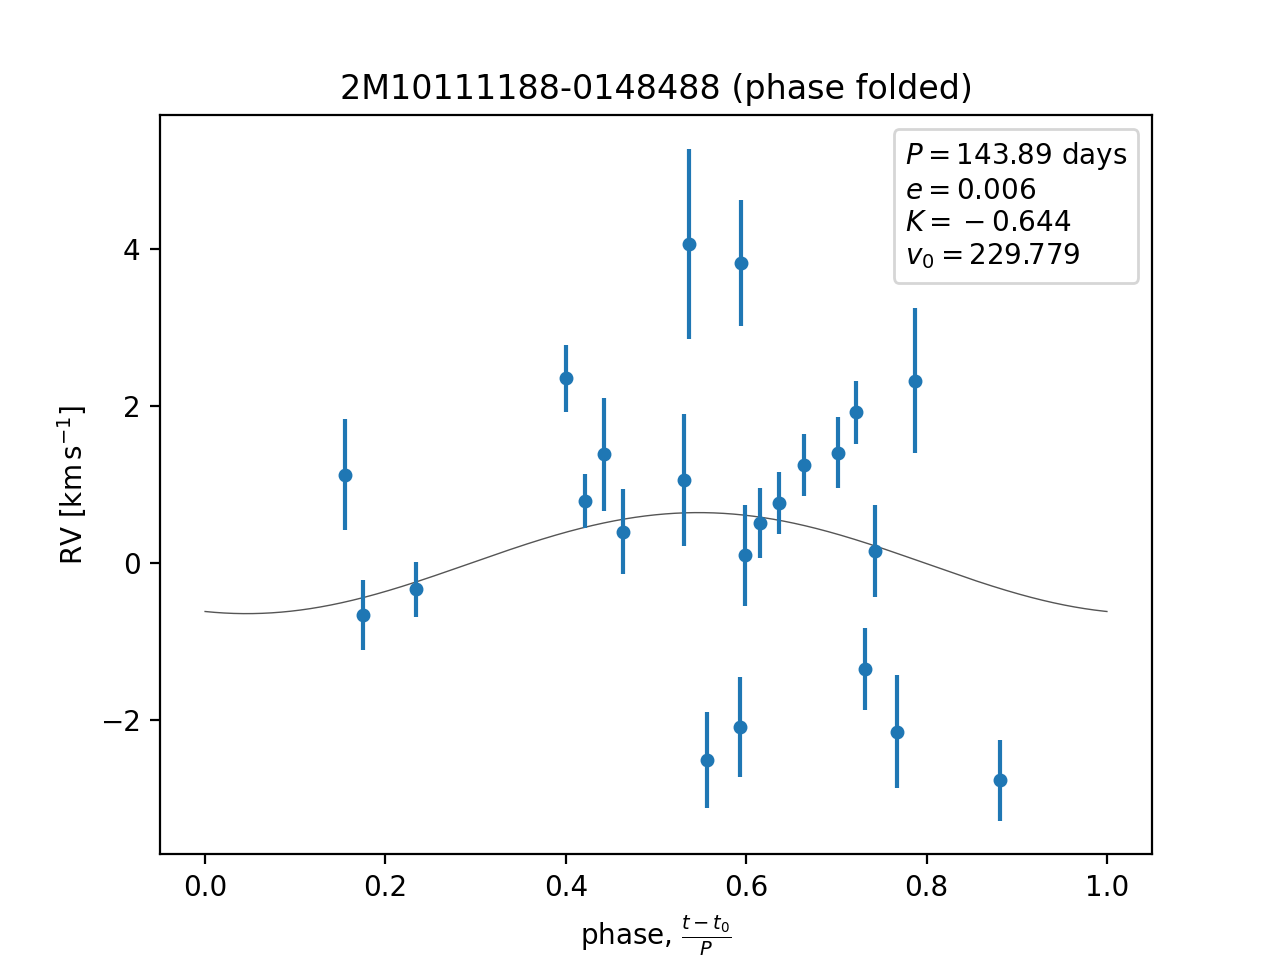 2M10111188-0148488 (phase folded)
P = 143.89 days
e = 0.006
K = −0.644
v₀ = 229.779
4
2
0
−2
RV [km s⁻¹]
0.0 0.2 0.4 0.6 0.8 1.0
phase, (t − t₀)/P